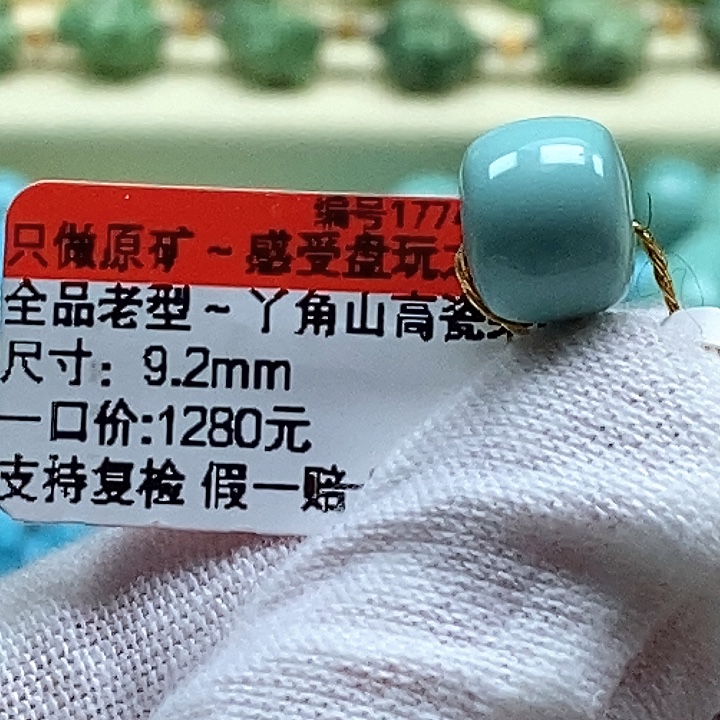 编号177
只做原矿~感受盘玩
全品老型~丫角山高瓷
尺寸：9.2mm
一口价:1280元
支持复检 假一赔